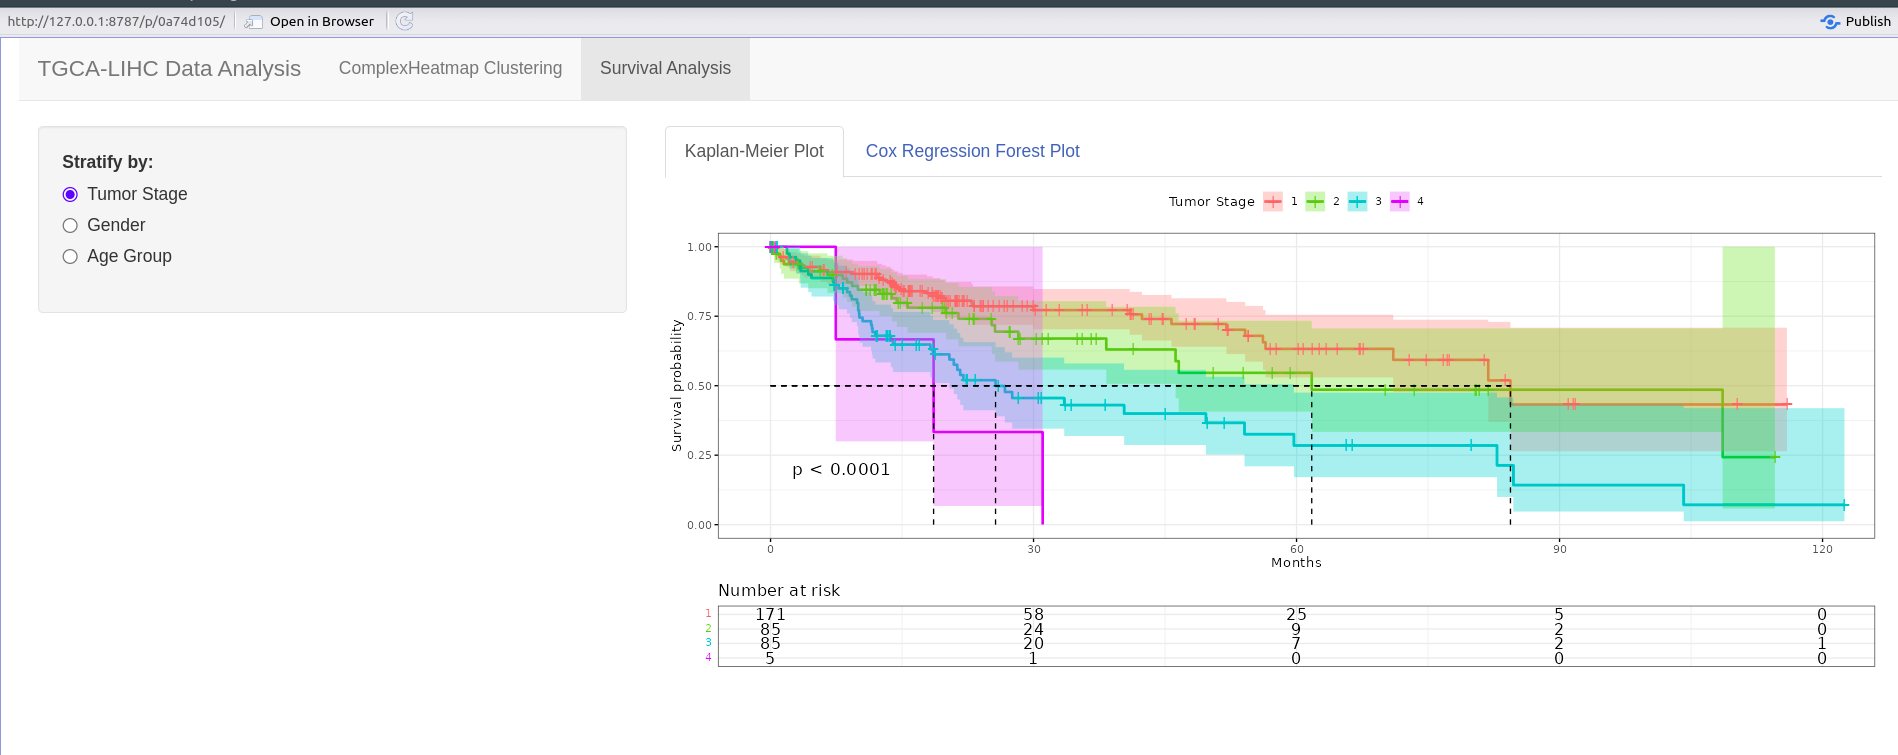 http://127.0.0.1:8787/p/0a74d105/ Open in Browser Publish
TGCA-LIHC Data Analysis ComplexHeatmap Clustering Survival Analysis
Stratify by:
Tumor Stage
Gender
Age Group
Kaplan-Meier Plot Cox Regression Forest Plot
Tumor Stage 1 2 3 4
Survival probability
1.00
0.75
0.50
0.25
0.00
p < 0.0001
0 30 60 90 120
Months
Number at risk
1 171 58 25 5 0
2 85 24 9 2 0
3 85 20 7 2 1
4 5 1 0 0 0